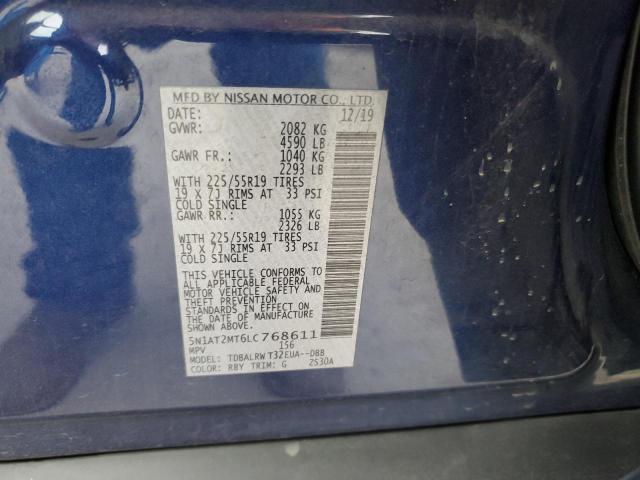 MFD BY NISSAN MOTOR CO., LTD.
DATE: 12/19
GVWR: 2082 KG
4590 LB
GAWR FR.: 1040 KG
2293 LB
WITH 225/55R19 TIRES
19 X 7J RIMS AT 33 PSI
COLD SINGLE
GAWR RR.: 1055 KG
2326 LB
WITH 225/55R19 TIRES
19 X 7J RIMS AT 33 PSI
COLD SINGLE
THIS VEHICLE CONFORMS TO
ALL APPLICABLE FEDERAL
MOTOR VEHICLE SAFETY AND
THEFT PREVENTION
STANDARDS IN EFFECT ON
THE DATE OF MANUFACTURE
SHOWN ABOVE.
5N1AT2MT6LC768611
MPV 156
MODEL: TDBALRW T32EUA--DBB
COLOR: RBY TRIM: G 2S30A